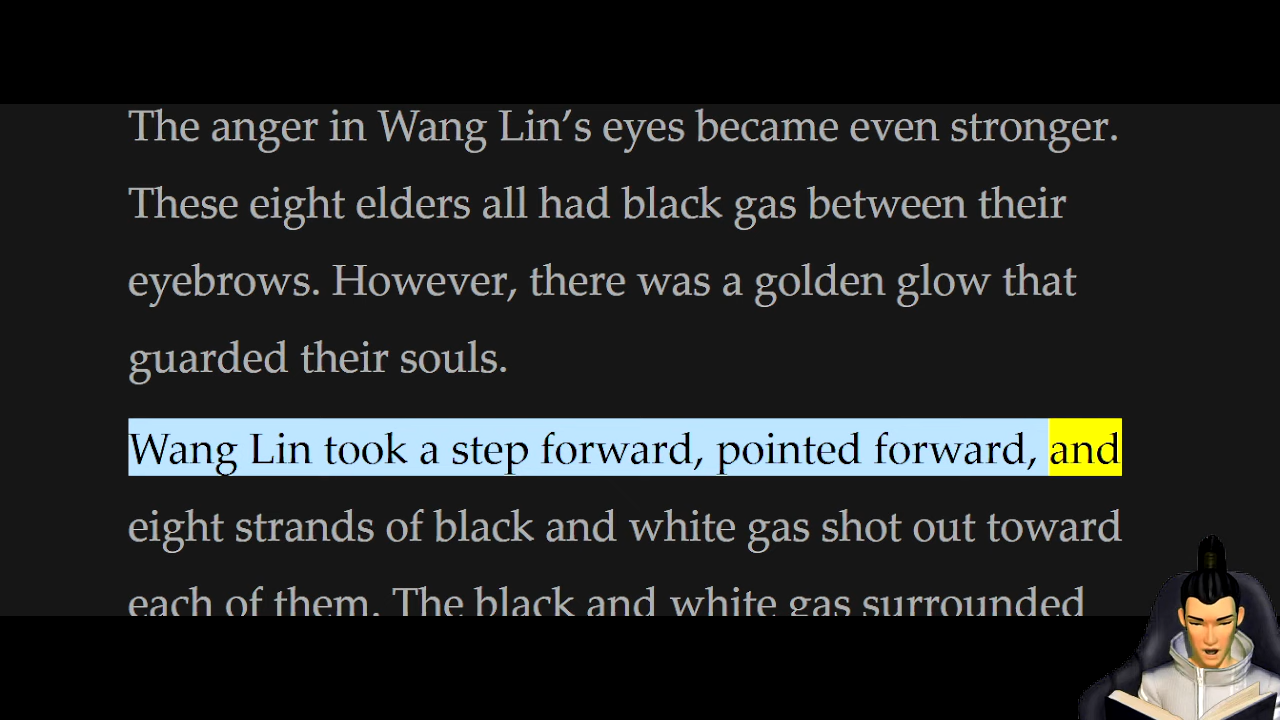 The anger in Wang Lin’s eyes became even stronger.
These eight elders all had black gas between their
eyebrows. However, there was a golden glow that
guarded their souls.
Wang Lin took a step forward, pointed forward, and
eight strands of black and white gas shot out toward
each of them. The black and white gas surrounded